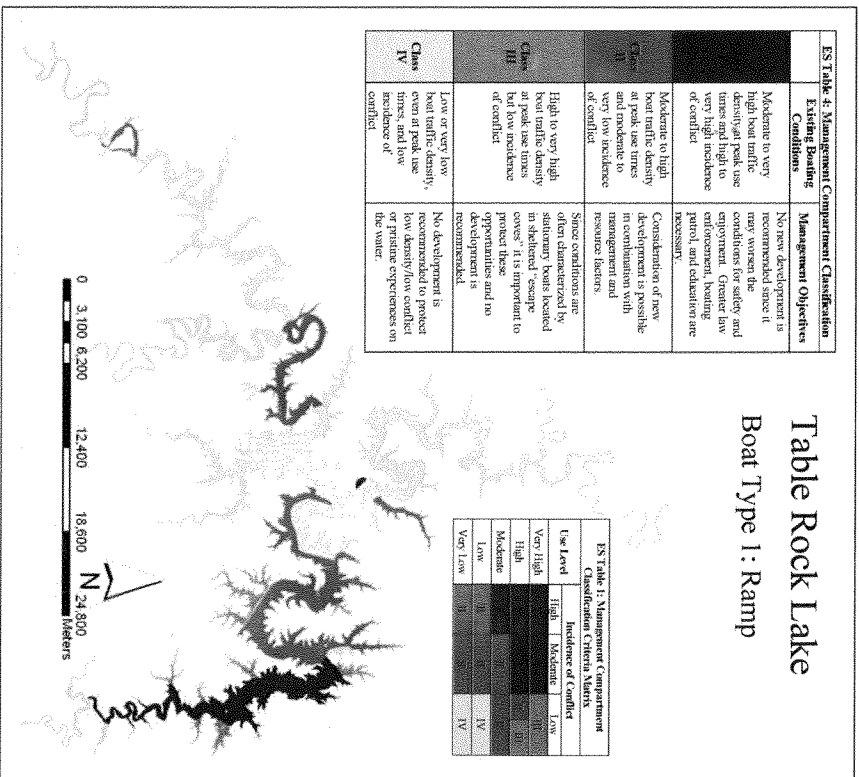 Table Rock Lake
Boat Type 1: Ramp
ES Table 4: Management Compartment Classification
Existing Boating
Conditions
Management Objectives
Moderate to very
high boat traffic
density at peak use
times and high to
very high incidence
of conflict
No new development is
recommended since it
may worsen the
conditions for safety and
enjoyment. Greater law
enforcement, boating
patrol, and education are
necessary.
Class
II
Moderate to high
boat traffic density
at peak use times
and moderate to
very low incidence
of conflict
Consideration of new
development is possible
in combination with
management and
resource factors.
Class
III
High to very high
boat traffic density
at peak use times
but low incidence
of conflict
Since conditions are
often characterized by
stationary boats located
in sheltered "escape
coves" it is important to
protect these
opportunities and no
development is
recommended.
Class
IV
Low or very low
boat traffic density,
even at peak use
times, and low
incidence of
conflict
No development is
recommended to protect
low density/low conflict
or pristine experiences on
the water.
ES Table 1: Management Compartment
Classification Criteria Matrix
Use Level
Incidence of Conflict
High
Moderate
Low
Very High
III
High
III
Moderate
Low
II
II
IV
Very Low
II
II
IV
0
3,100
6,200
12,400
18,600
24,800
Meters
N